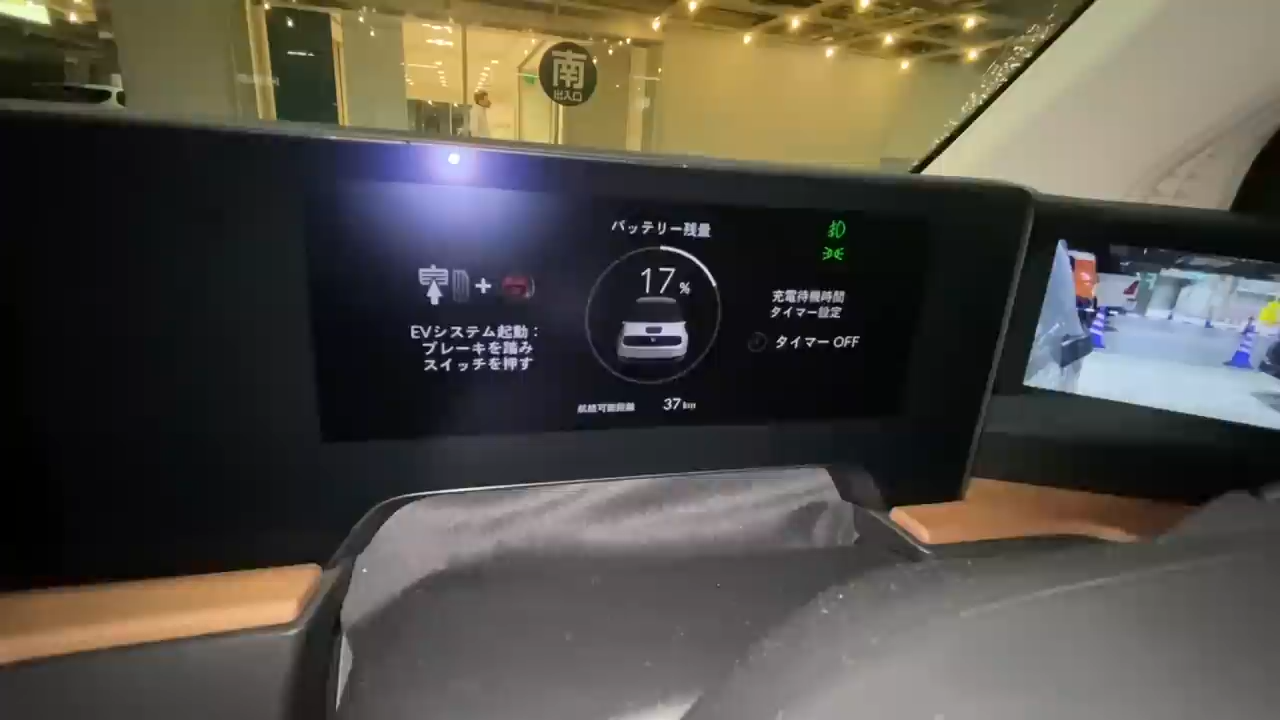 南
出入口
バッテリー残量
17%
EVシステム起動：
ブレーキを踏み
スイッチを押す
充電待機時間
タイマー設定
タイマー OFF
航続可能距離 37km